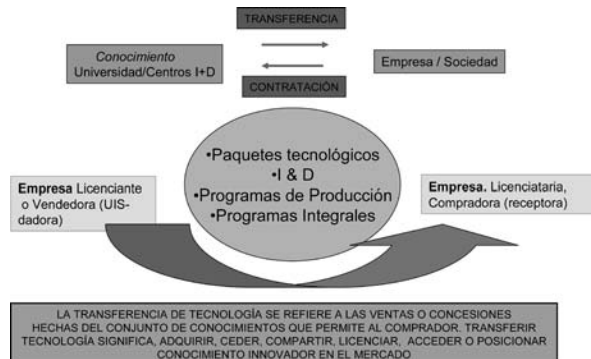 TRANSFERENCIA
Conocimiento
Universidad/Centros I+D
Empresa / Sociedad
CONTRATACIÓN
•Paquetes tecnológicos
•I & D
•Programas de Producción
•Programas Integrales
Empresa Licenciante
o Vendedora (UIS-
dadora)
Empresa. Licenciataria,
Compradora (receptora)
LA TRANSFERENCIA DE TECNOLOGÍA SE REFIERE A LAS VENTAS O CONCESIONES
HECHAS DEL CONJUNTO DE CONOCIMIENTOS QUE PERMITE AL COMPRADOR. TRANSFERIR
TECNOLOGÍA SIGNIFICA, ADQUIRIR, CEDER, COMPARTIR, LICENCIAR, ACCEDER O POSICIONAR
CONOCIMIENTO INNOVADOR EN EL MERCADO